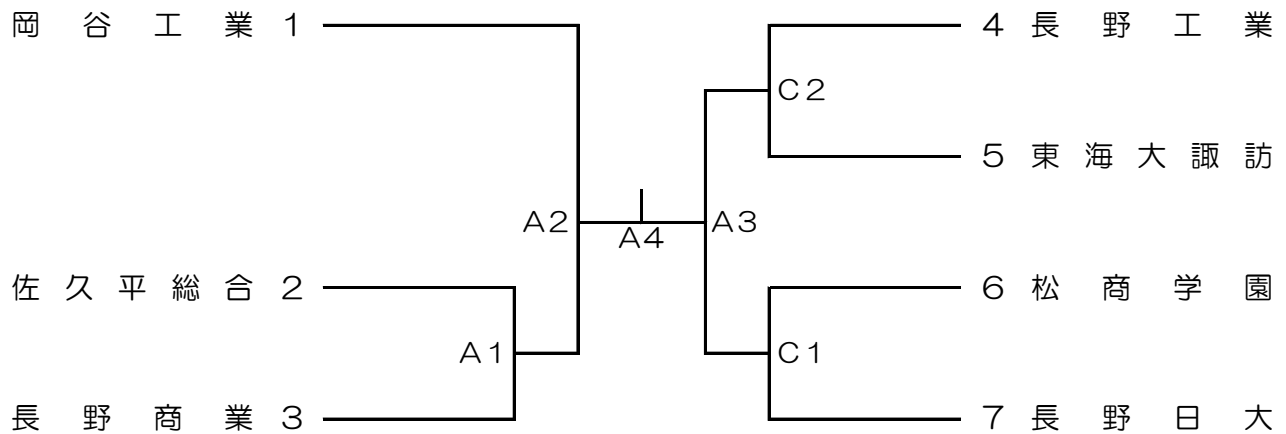 岡谷工業 1
4 長野工業
C2
5 東海大諏訪
A2
A4
A3
佐久平総合 2
6 松商学園
A1
C1
長野商業 3
7 長野日大